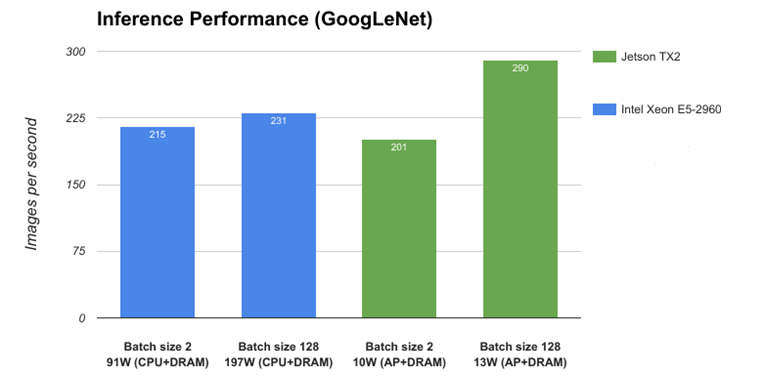 Inference Performance (GoogLeNet)
Images per second
300
225
150
75
0
215
231
201
290
Batch size 2
91W (CPU+DRAM)
Batch size 128
197W (CPU+DRAM)
Batch size 2
10W (AP+DRAM)
Batch size 128
13W (AP+DRAM)
Jetson TX2
Intel Xeon E5-2960